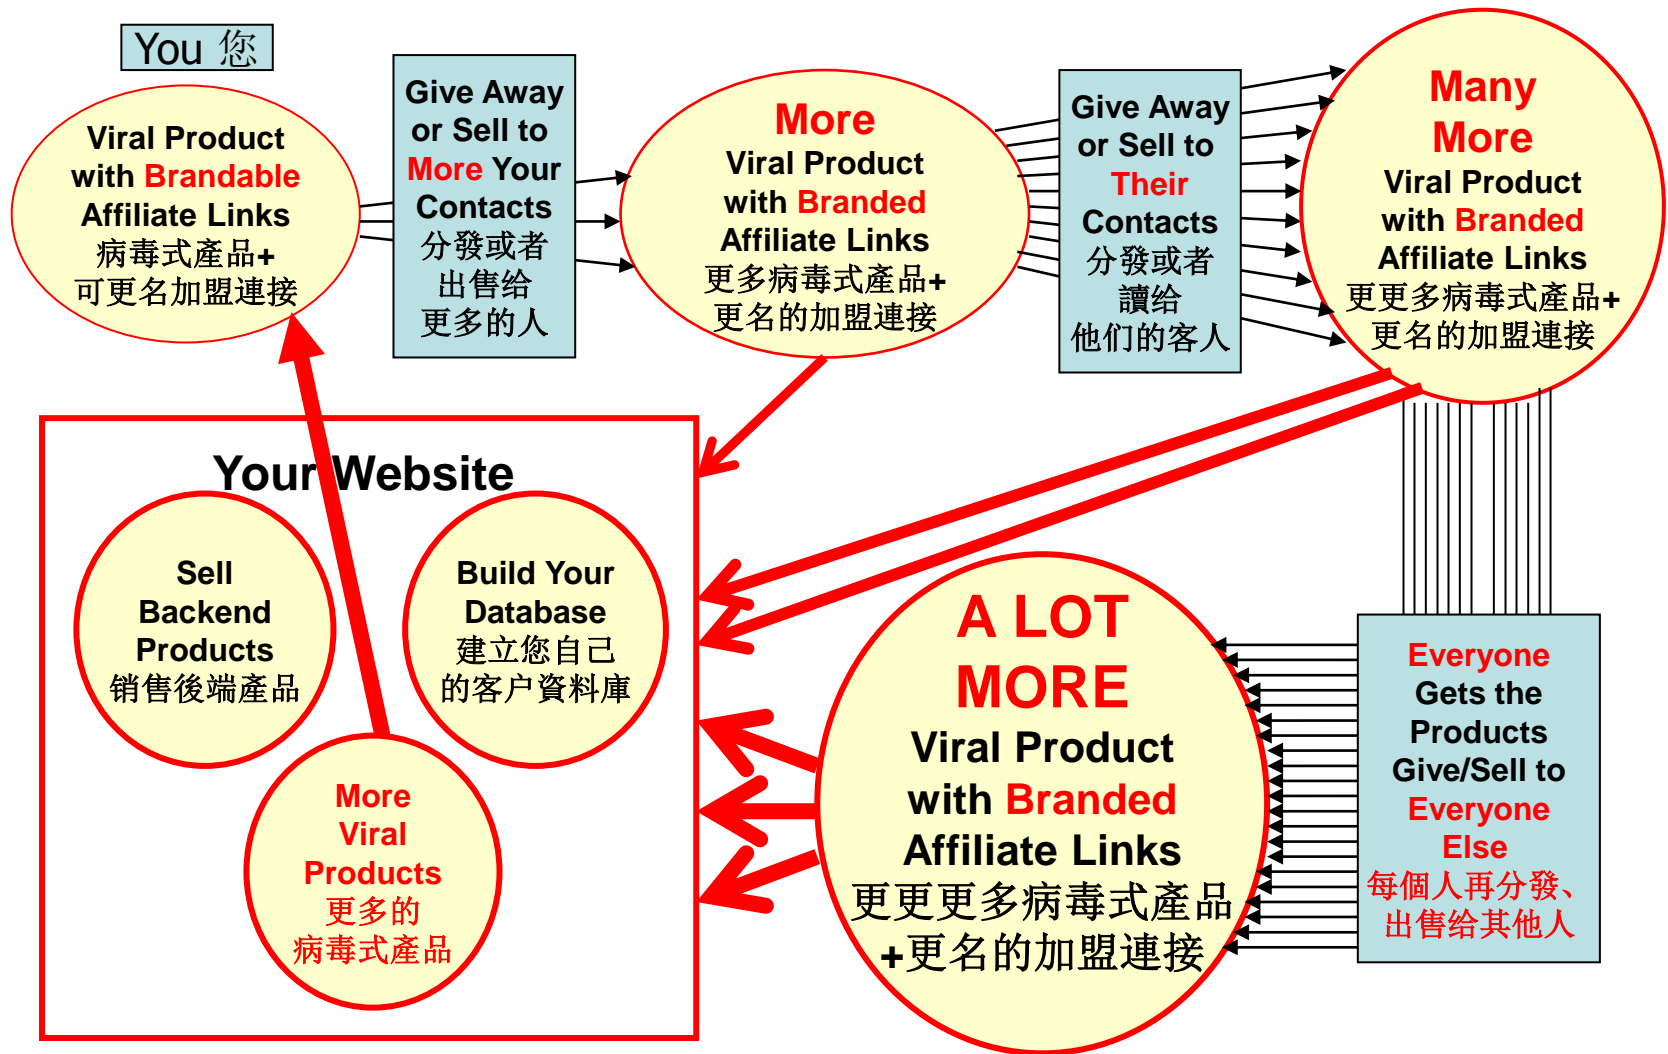 You 您
Viral Product
with Brandable
Affiliate Links
病毒式產品+
可更名加盟連接
Give Away
or Sell to
More Your
Contacts
分發或者
出售给
更多的人
More
Viral Product
with Branded
Affiliate Links
更多病毒式產品+
更名的加盟連接
Give Away
or Sell to
Their
Contacts
分發或者
讀给
他们的客人
Many
More
Viral Product
with Branded
Affiliate Links
更更多病毒式產品+
更名的加盟連接
Your Website
Sell
Backend
Products
销售後端產品
Build Your
Database
建立您自己
的客户資料庫
More
Viral
Products
更多的
病毒式產品
A LOT
MORE
Viral Product
with Branded
Affiliate Links
更更更多病毒式產品
+更名的加盟連接
Everyone
Gets the
Products
Give/Sell to
Everyone
Else
每個人再分發、
出售给其他人